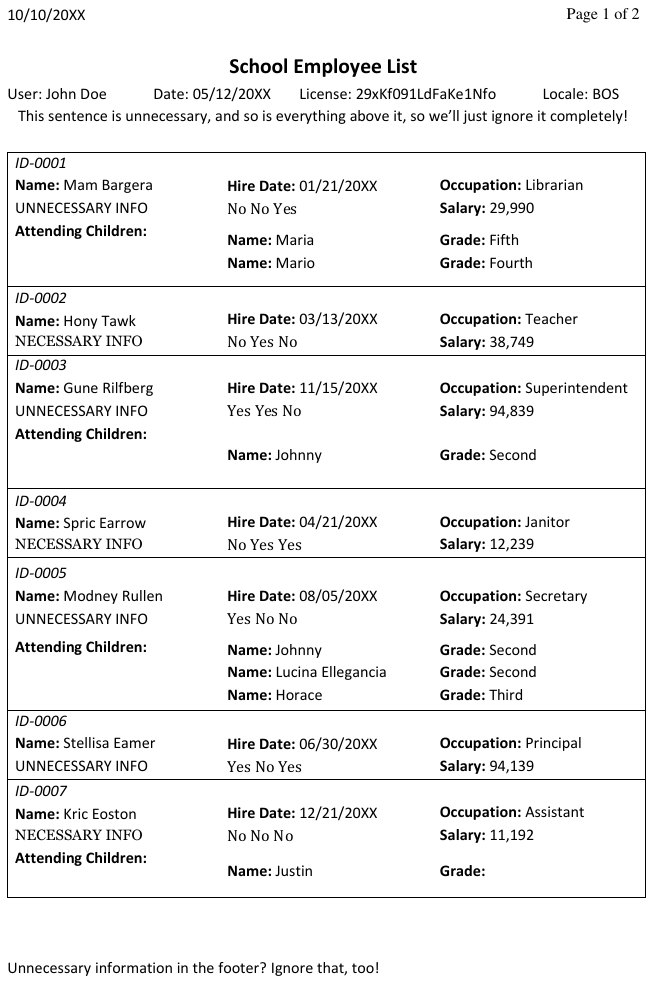 10/10/20XX Page 1 of 2
School Employee List
User: John Doe Date: 05/12/20XX License: 29xKf091LdFaKe1Nfo Locale: BOS
This sentence is unnecessary, and so is everything above it, so we’ll just ignore it completely!
ID-0001
Name: Mam Bargera Hire Date: 01/21/20XX Occupation: Librarian
UNNECESSARY INFO No No Yes Salary: 29,990
Attending Children:
Name: Maria Grade: Fifth
Name: Mario Grade: Fourth
ID-0002
Name: Hony Tawk Hire Date: 03/13/20XX Occupation: Teacher
NECESSARY INFO No Yes No Salary: 38,749
ID-0003
Name: Gune Rilfberg Hire Date: 11/15/20XX Occupation: Superintendent
UNNECESSARY INFO Yes Yes No Salary: 94,839
Attending Children:
Name: Johnny Grade: Second
ID-0004
Name: Spric Earrow Hire Date: 04/21/20XX Occupation: Janitor
NECESSARY INFO No Yes Yes Salary: 12,239
ID-0005
Name: Modney Rullen Hire Date: 08/05/20XX Occupation: Secretary
UNNECESSARY INFO Yes No No Salary: 24,391
Attending Children: Name: Johnny Grade: Second
Name: Lucina Ellegancia Grade: Second
Name: Horace Grade: Third
ID-0006
Name: Stellisa Eamer Hire Date: 06/30/20XX Occupation: Principal
UNNECESSARY INFO Yes No Yes Salary: 94,139
ID-0007
Name: Kric Eoston Hire Date: 12/21/20XX Occupation: Assistant
NECESSARY INFO No No No Salary: 11,192
Attending Children:
Name: Justin Grade:
Unnecessary information in the footer? Ignore that, too!